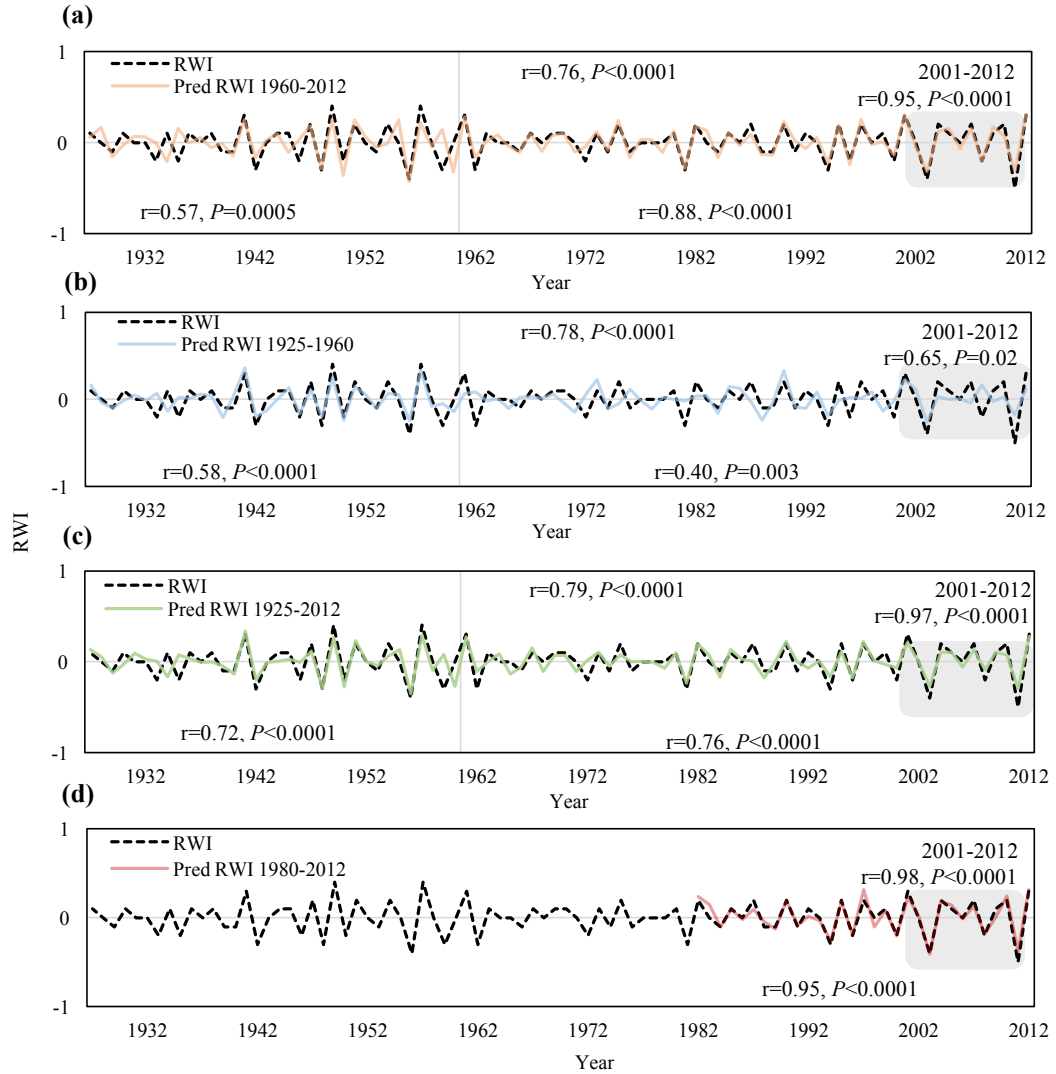 (a)
1
RWI
Pred RWI 1960-2012
r=0.76, P<0.0001
2001-2012
r=0.95, P<0.0001
0
r=0.57, P=0.0005
r=0.88, P<0.0001
-1
1932 1942 1952 1962 1972 1982 1992 2002 2012
Year
(b)
1
RWI
Pred RWI 1925-1960
r=0.78, P<0.0001
2001-2012
r=0.65, P=0.02
0
r=0.58, P<0.0001
r=0.40, P=0.003
-1
1932 1942 1952 1962 1972 1982 1992 2002 2012
Year
RWI
(c)
1
RWI
Pred RWI 1925-2012
r=0.79, P<0.0001
2001-2012
r=0.97, P<0.0001
0
r=0.72, P<0.0001
r=0.76, P<0.0001
-1
1932 1942 1952 1962 1972 1982 1992 2002 2012
Year
(d)
1
RWI
Pred RWI 1980-2012
2001-2012
r=0.98, P<0.0001
0
r=0.95, P<0.0001
-1
1932 1942 1952 1962 1972 1982 1992 2002 2012
Year